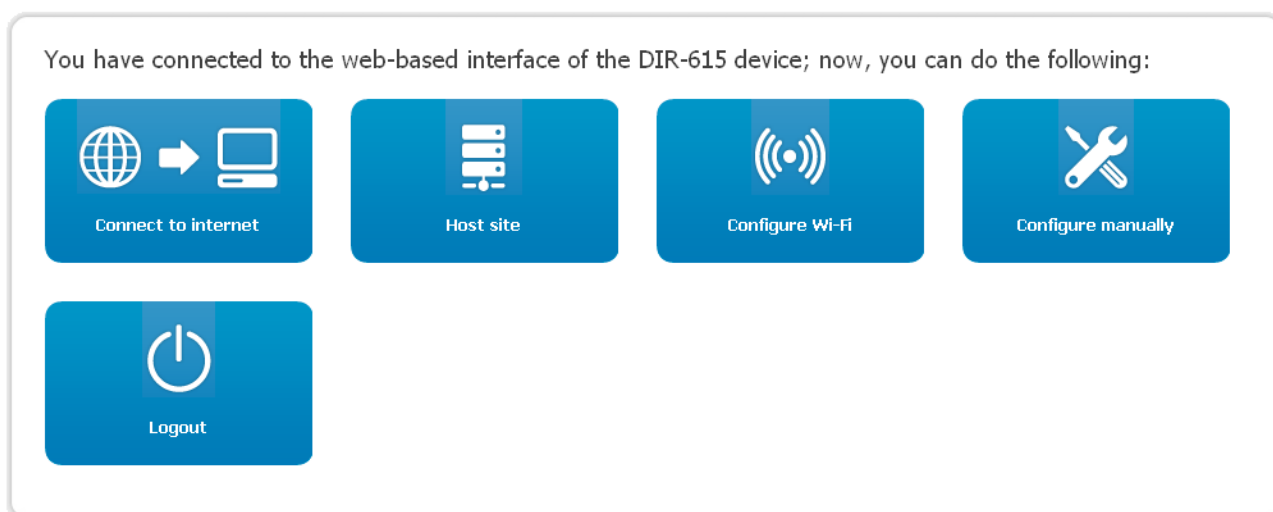 You have connected to the web-based interface of the DIR-615 device; now, you can do the following:
Connect to internet
Host site
Configure Wi-Fi
Configure manually
Logout